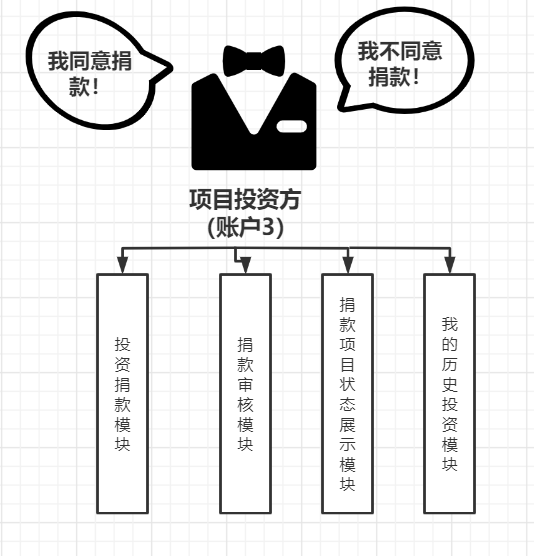 我同意捐
款！
我不同意
捐款！
项目投资方
（账户3）
投资捐款模块
捐款审核模块
捐款项目状态展示模块
我的历史投资模块